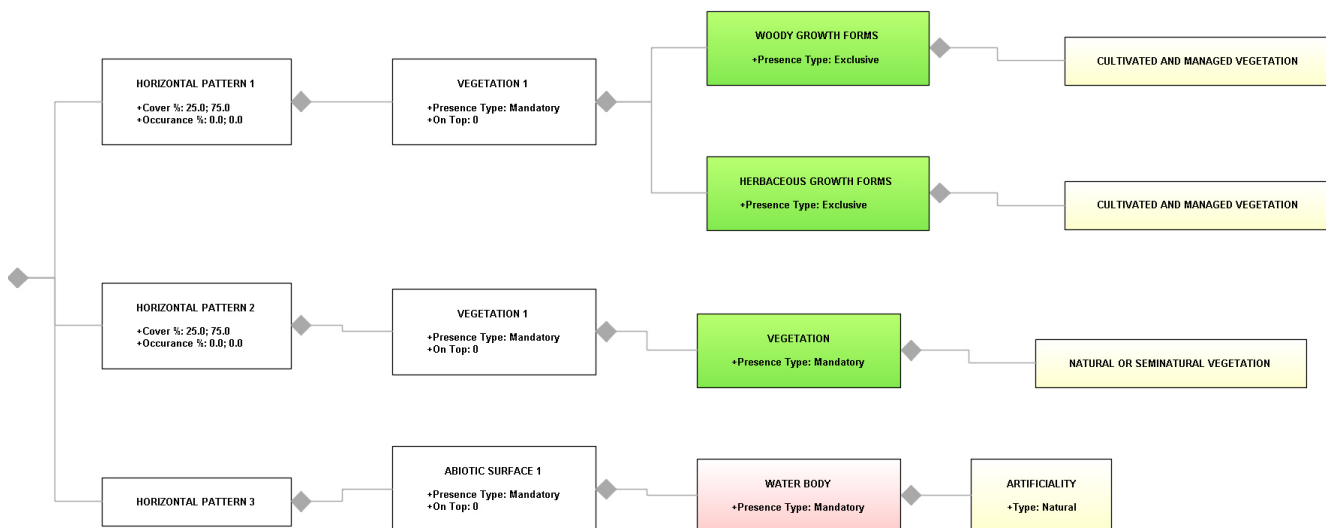 HORIZONTAL PATTERN 1
+Cover %: 25.0; 75.0
+Occurance %: 0.0; 0.0
VEGETATION 1
+Presence Type: Mandatory
+On Top: 0
WOODY GROWTH FORMS
+Presence Type: Exclusive
CULTIVATED AND MANAGED VEGETATION
HERBACEOUS GROWTH FORMS
+Presence Type: Exclusive
CULTIVATED AND MANAGED VEGETATION
HORIZONTAL PATTERN 2
+Cover %: 25.0; 75.0
+Occurance %: 0.0; 0.0
VEGETATION 1
+Presence Type: Mandatory
+On Top: 0
VEGETATION
+Presence Type: Mandatory
NATURAL OR SEMINATURAL VEGETATION
HORIZONTAL PATTERN 3
ABIOTIC SURFACE 1
+Presence Type: Mandatory
+On Top: 0
WATER BODY
+Presence Type: Mandatory
ARTIFICIALITY
+Type: Natural